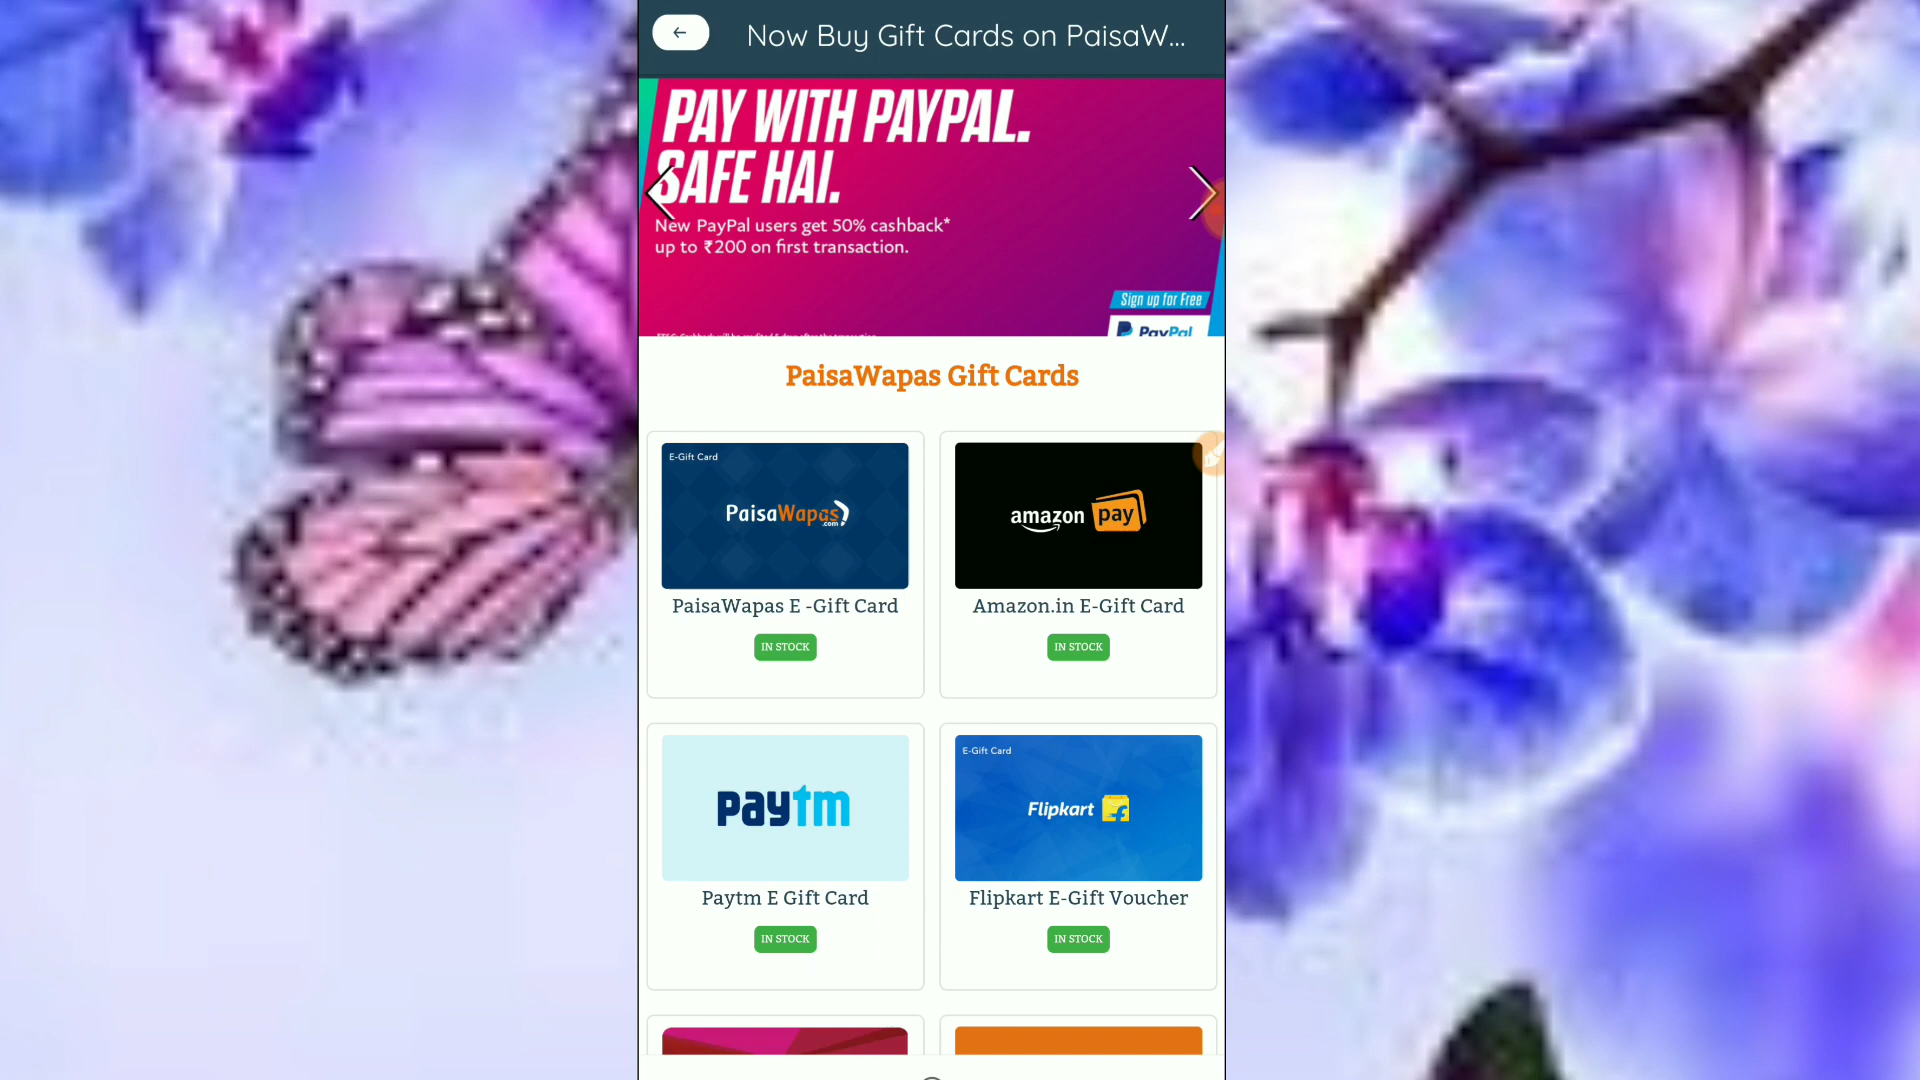 Now Buy Gift Cards on PaisaW...
PAY WITH PAYPAL.
SAFE HAI.
New PayPal users get 50% cashback*
up to ₹200 on first transaction.
Sign up for Free
PayPal
PaisaWapas Gift Cards
E-Gift Card
PaisaWapas
.com
amazon pay
PaisaWapas E -Gift Card
Amazon.in E-Gift Card
IN STOCK
IN STOCK
paytm
E-Gift Card
Flipkart
Paytm E Gift Card
Flipkart E-Gift Voucher
IN STOCK
IN STOCK